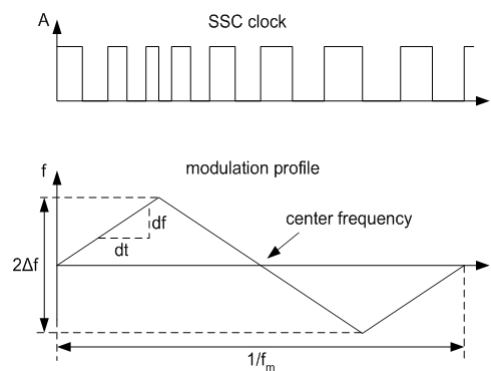 A
SSC clock
f
modulation profile
df
dt
center frequency
2Δf
1/fm